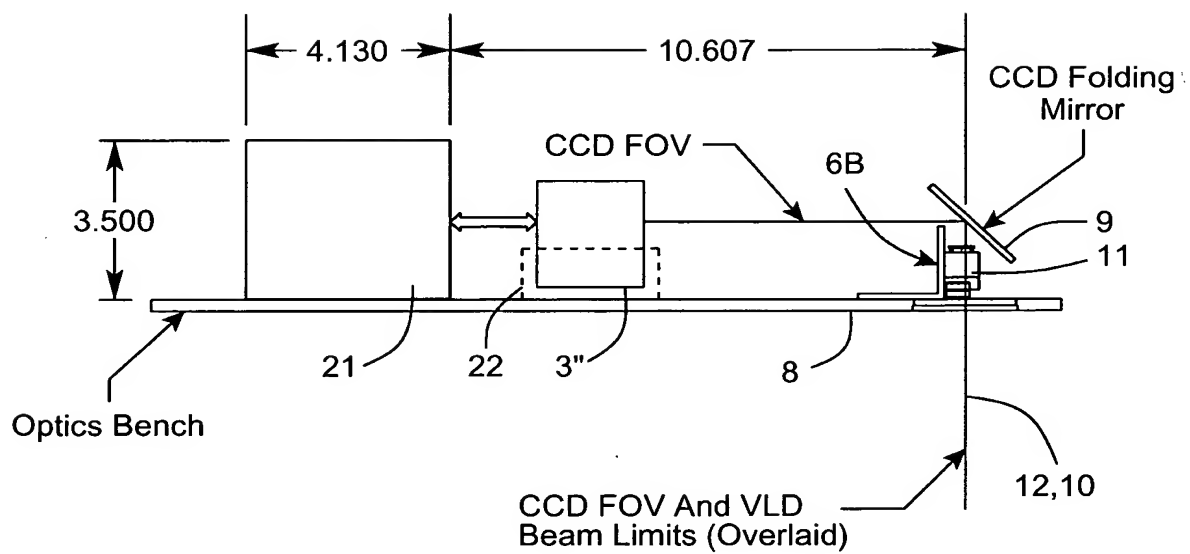 4.130
10.607
CCD Folding
Mirror
CCD FOV
6B
3.500
9
11
21
22
3"
8
Optics Bench
12,10
CCD FOV And VLD
Beam Limits (Overlaid)